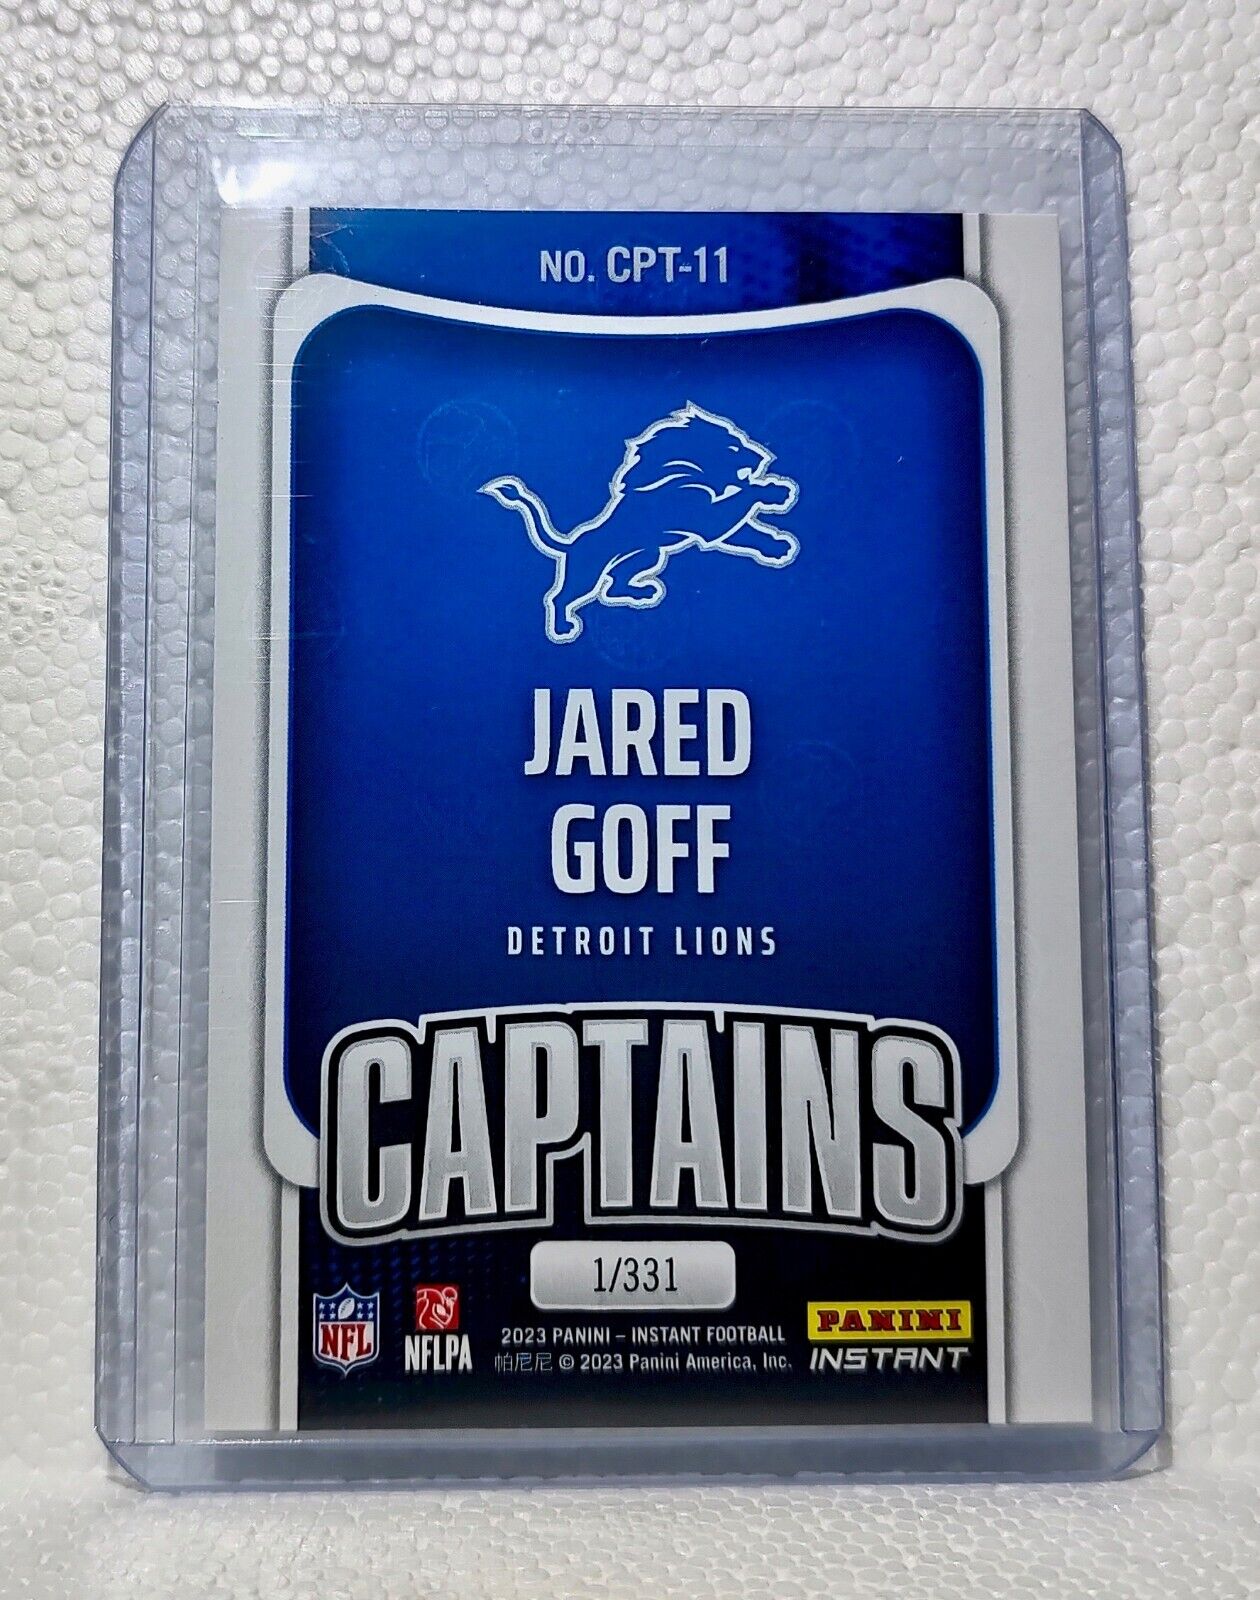 NO. CPT-11
JARED
GOFF
DETROIT LIONS
CAPTAINS
1/331
NFL
NFLPA
2023 PANINI – INSTANT FOOTBALL
帕尼尼 © 2023 Panini America, Inc.
PANINI
INSTANT